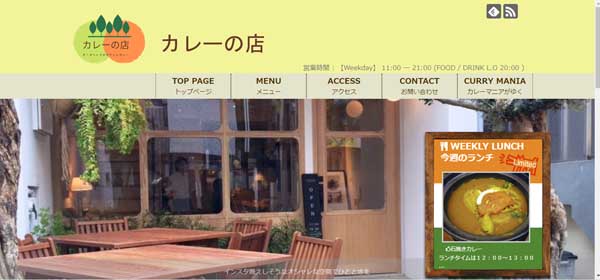 カレーの店
カレーの店
営業時間：【Weekday】 11:00 ー 21:00 (FOOD / DRINK L.O 20:00 )
TOP PAGE
トップページ
MENU
メニュー
ACCESS
アクセス
CONTACT
お問い合わせ
CURRY MANIA
カレーマニアがゆく
WEEKLY LUNCH
今週のランチ
Limited
OPEN
石焼きカレー
ランチタイムは12：00～13：00
インスタ映えしそうなオシャレな空間でひとと時を